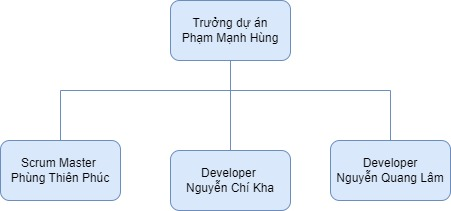 Trưởng dự án
Phạm Mạnh Hùng
Scrum Master
Phùng Thiên Phúc
Developer
Nguyễn Chí Kha
Developer
Nguyễn Quang Lâm